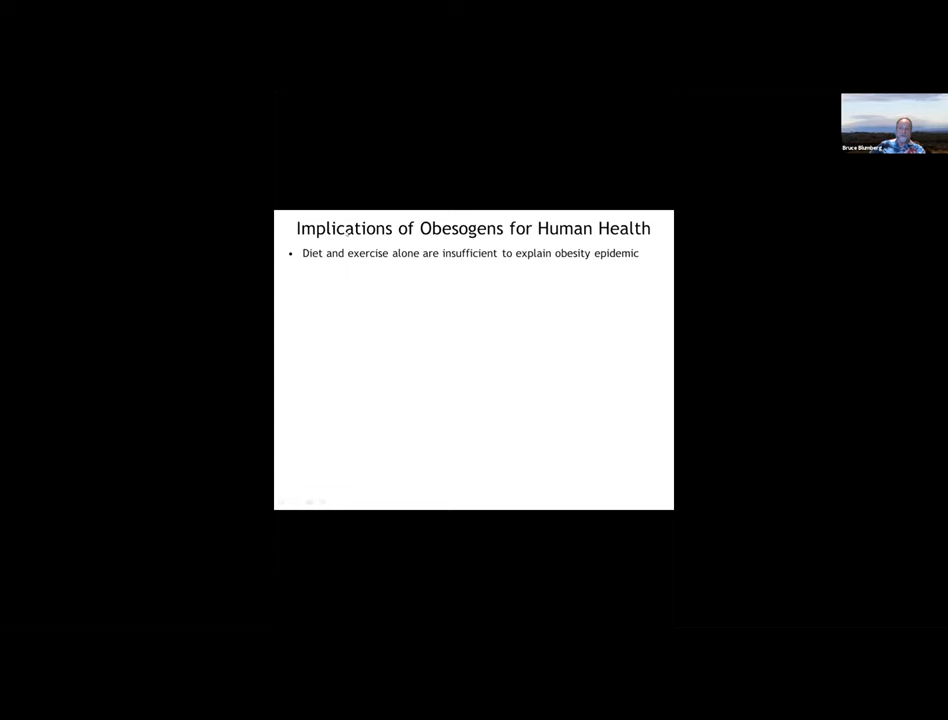 Implications of Obesogens for Human Health
• Diet and exercise alone are insufficient to explain obesity epidemic
Bruce Blumberg